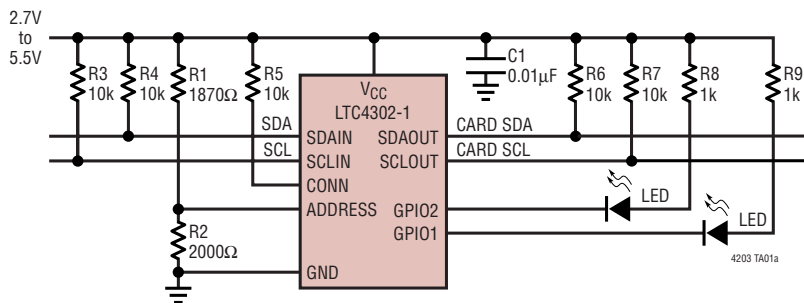 2.7V
to
5.5V
R3
10k
R4
10k
R1
1870Ω
R5
10k
C1
0.01µF
R6
10k
R7
10k
R8
1k
R9
1k
VCC
LTC4302-1
SDA
SDAIN
SDAOUT
CARD SDA
SCL
SCLIN
SCLOUT
CARD SCL
CONN
ADDRESS
GPIO2
LED
GPIO1
LED
R2
2000Ω
GND
4203 TA01a